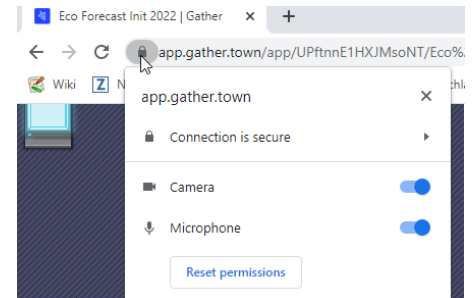 Eco Forecast Init 2022 | Gather
app.gather.town/app/UPftnnE1HXJMsoNT/Eco%
Wiki Z N
app.gather.town
Connection is secure
Camera
Microphone
Reset permissions